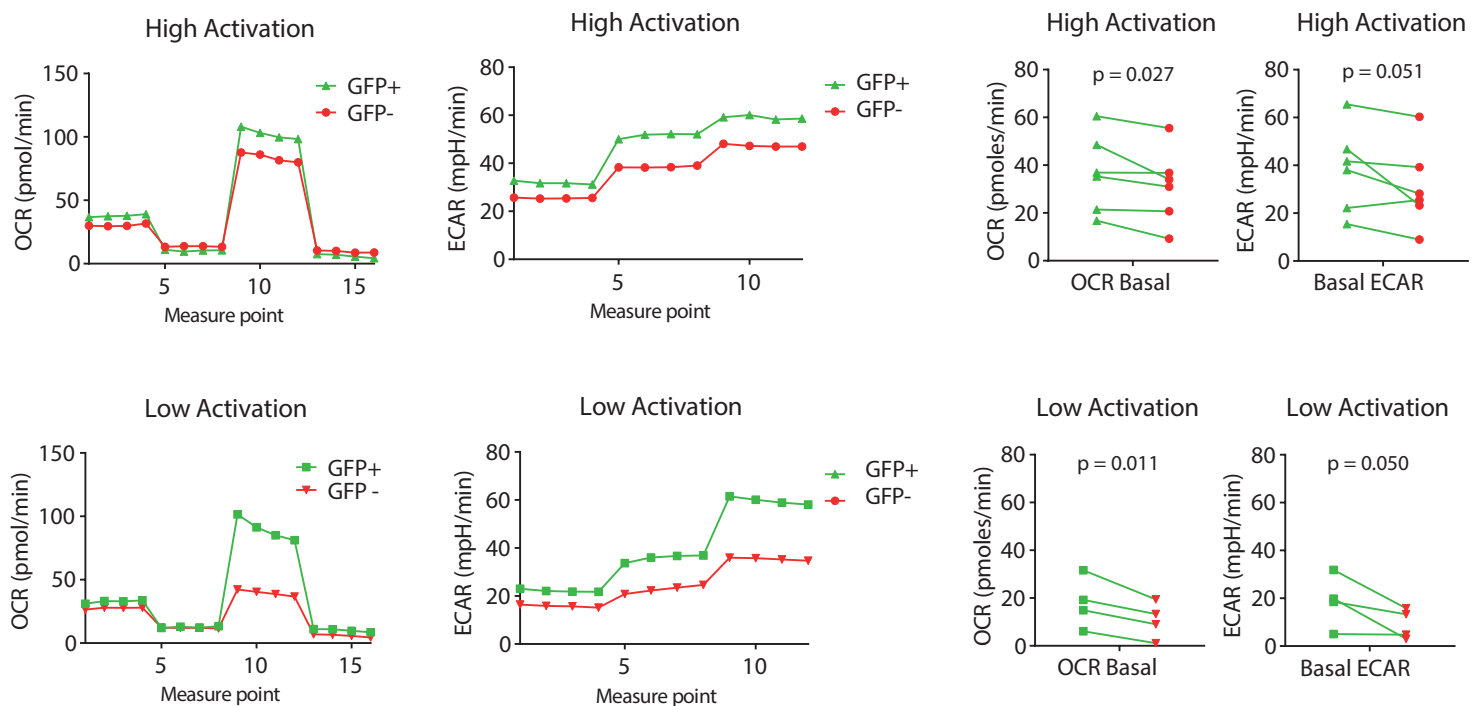 High Activation
150
100
50
0
OCR (pmol/min)
GFP+
GFP-
5
10
15
Measure point
High Activation
80
60
40
20
0
ECAR (mpH/min)
GFP+
GFP-
5
10
Measure point
High Activation
p = 0.027
80
60
40
20
0
OCR (pmoles/min)
OCR Basal
High Activation
p = 0.051
80
60
40
20
0
ECAR (mpH/min)
Basal ECAR
Low Activation
150
100
50
0
OCR (pmol/min)
GFP+
GFP -
5
10
15
Measure point
Low Activation
80
60
40
20
0
ECAR (mpH/min)
GFP+
GFP-
5
10
Measure point
Low Activation
p = 0.011
80
60
40
20
0
OCR (pmoles/min)
OCR Basal
Low Activation
p = 0.050
80
60
40
20
0
ECAR (mpH/min)
Basal ECAR